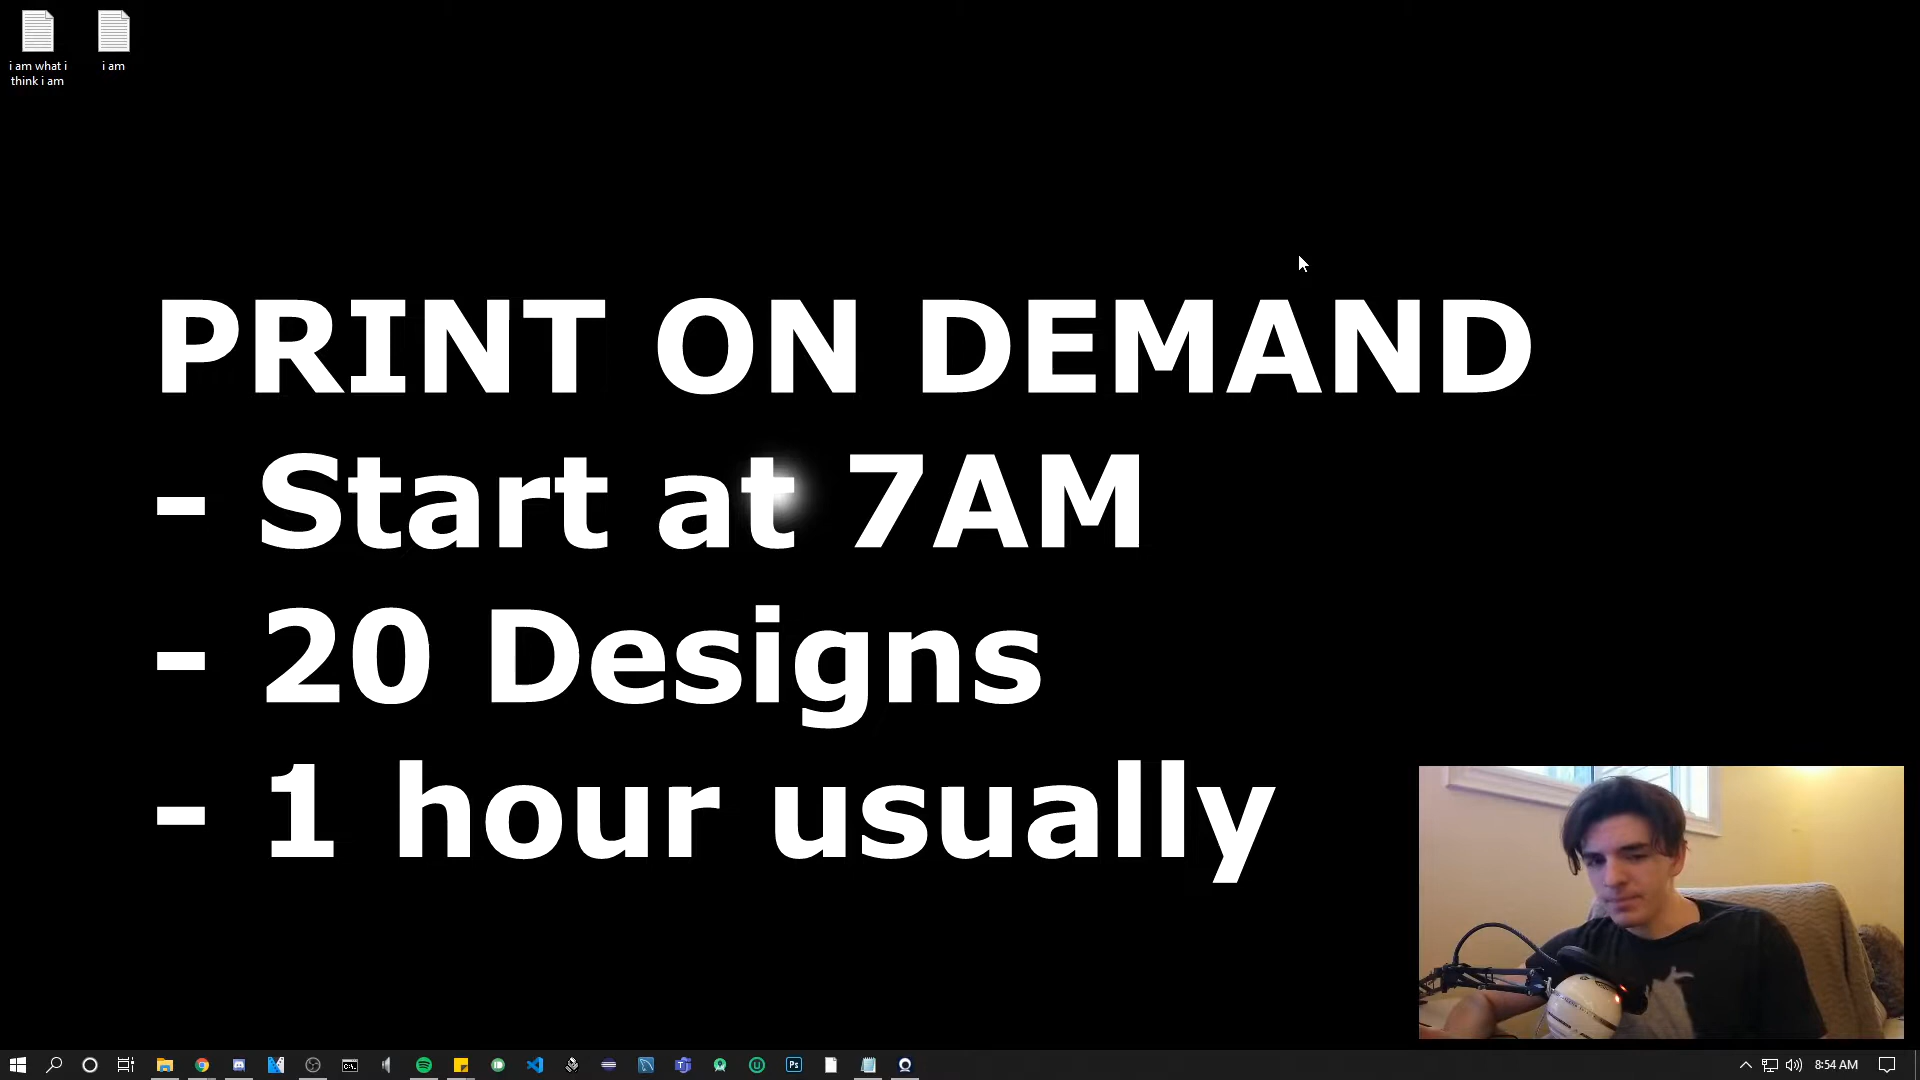 i am what i
think i am
i am
PRINT ON DEMAND
- Start at 7AM
- 20 Designs
- 1 hour usually
C:\_
Ps
8:54 AM